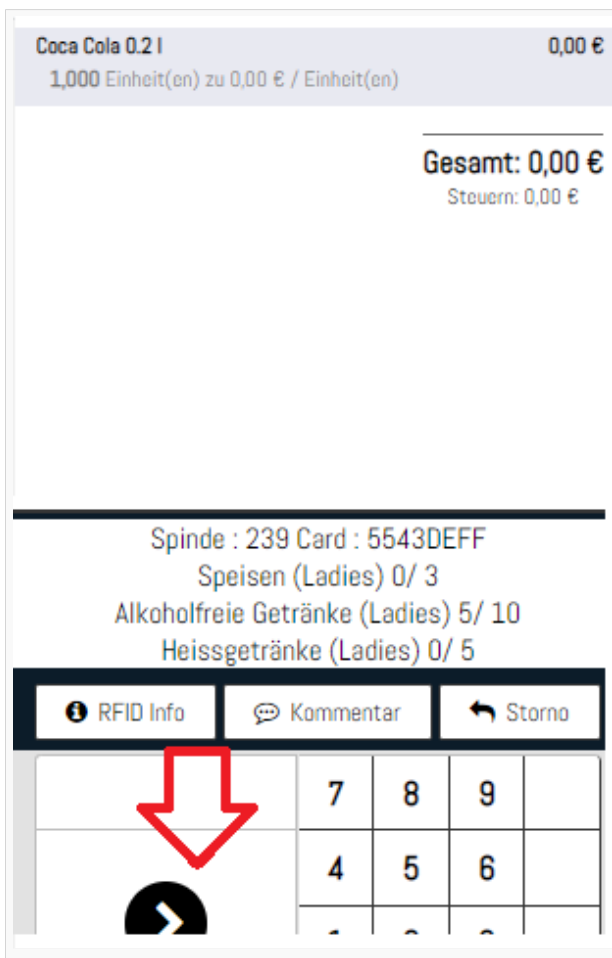 Coca Cola 0.2 l 0,00 €
1,000 Einheit(en) zu 0,00 € / Einheit(en)
Gesamt: 0,00 €
Steuern: 0,00 €
Spinde : 239 Card : 5543DEFF
Speisen (Ladies) 0/ 3
Alkoholfreie Getränke (Ladies) 5/ 10
Heissgetränke (Ladies) 0/ 5
RFID Info Kommentar Storno
7 8 9
4 5 6